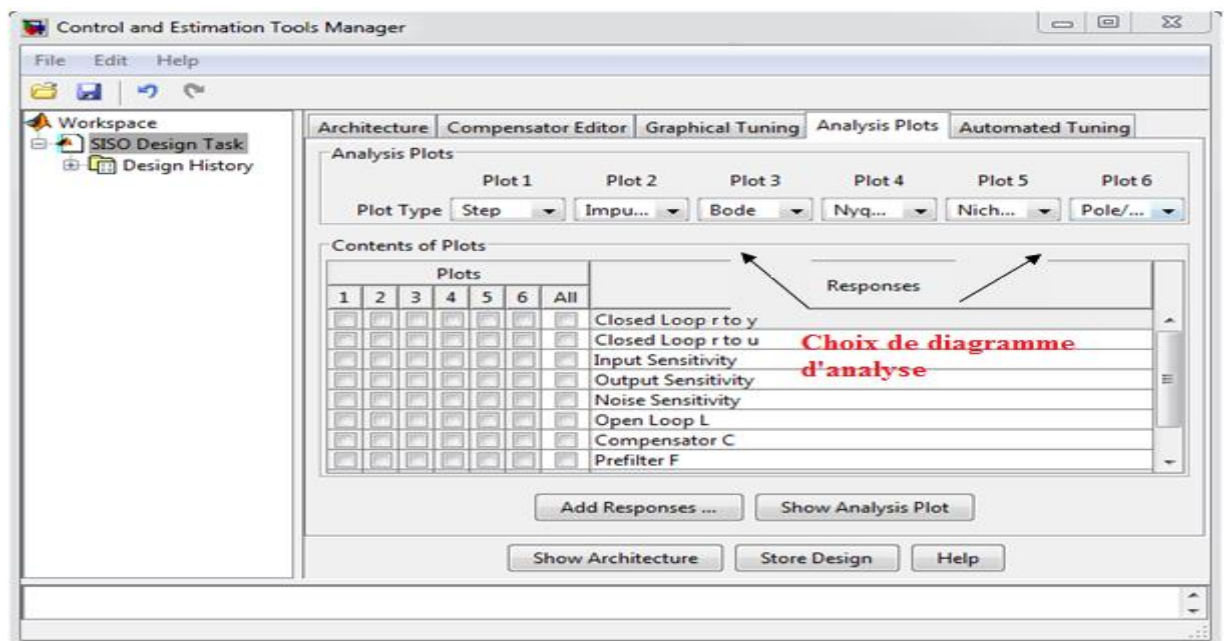 Control and Estimation Tools Manager
File Edit Help
Workspace
SISO Design Task
Design History
Architecture Compensator Editor Graphical Tuning Analysis Plots Automated Tuning
Analysis Plots
Plot 1 Plot 2 Plot 3 Plot 4 Plot 5 Plot 6
Plot Type Step Impu... Bode Nyq... Nich... Pole/...
Contents of Plots
Plots
Responses
1 2 3 4 5 6 All
Closed Loop r to y
Closed Loop r to u
Input Sensitivity
Output Sensitivity
Noise Sensitivity
Open Loop L
Compensator C
Prefilter F
Choix de diagramme
d'analyse
Add Responses ... Show Analysis Plot
Show Architecture Store Design Help